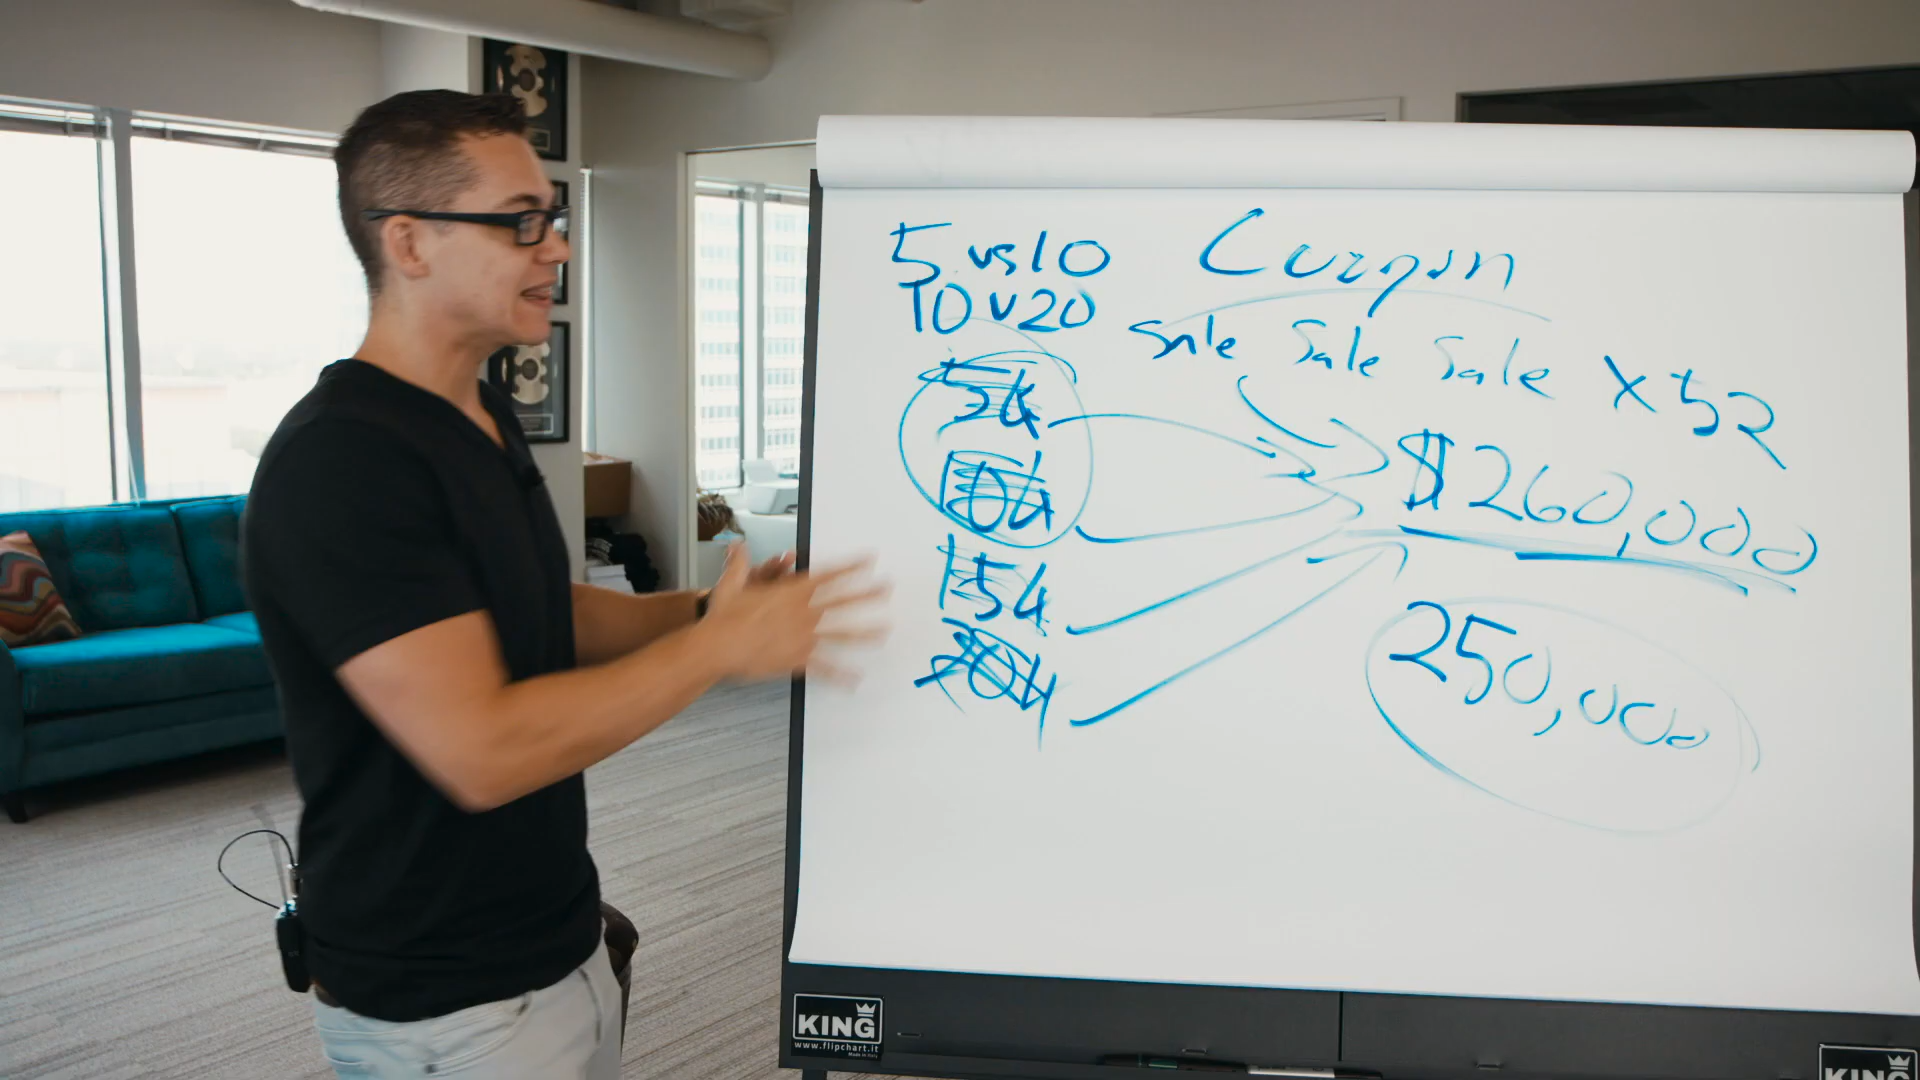 5 vs 10 Coupon
10 v 20 Sale Sale Sale x 52
5k
10k $260,000
15k
20k 250,000
KING
www.flipchart.it
Made in Italy
KING